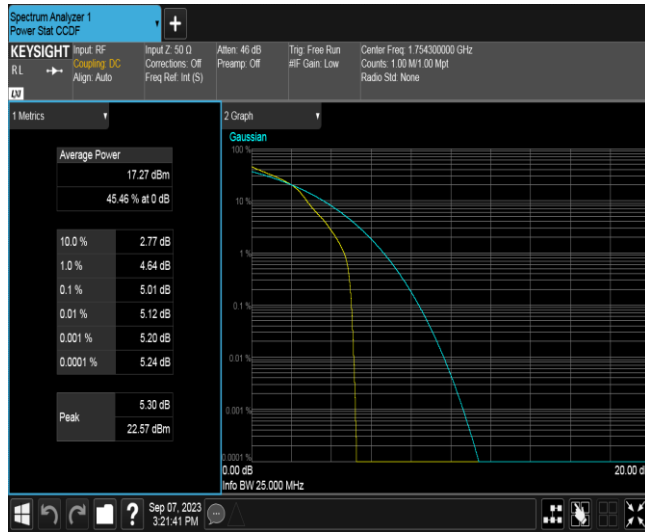 Spectrum Analyzer 1
Power Stat CCDF
+
KEYSIGHT
RL
Input: RF
Coupling: DC
Align: Auto
Input Z: 50 Ω
Corrections: Off
Freq Ref: Int (S)
Atten: 46 dB
Preamp: Off
Trig: Free Run
#IF Gain: Low
Center Freq: 1.754300000 GHz
Counts: 1.00 M/1.00 Mpt
Radio Std: None
1 Metrics
Average Power
17.27 dBm
45.46 % at 0 dB
10.0 % 2.77 dB
1.0 % 4.64 dB
0.1 % 5.01 dB
0.01 % 5.12 dB
0.001 % 5.20 dB
0.0001 % 5.24 dB
Peak
5.30 dB
22.57 dBm
2 Graph
Gaussian
100 %
10 %
1 %
0.1 %
0.01 %
0.001 %
0.0001 %
0.00 dB
20.00 d
Info BW 25.000 MHz
?
Sep 07, 2023
3:21:41 PM